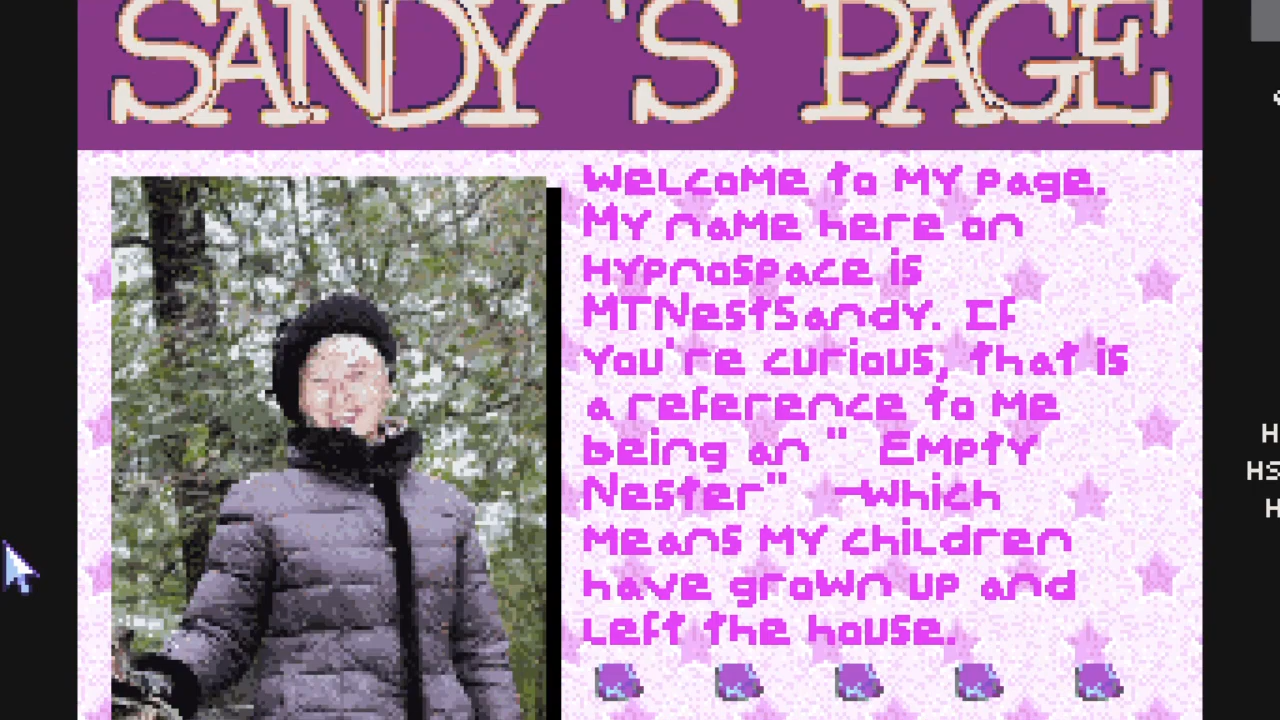 SANDY'S PAGE
Welcome to My page.
My name here on
Hypnospace is
MTNestSandy. If
you're curious, that is
a reference to me
being an " Empty
Nester" -which
means my children
have grown up and
left the house.
H
HS
H